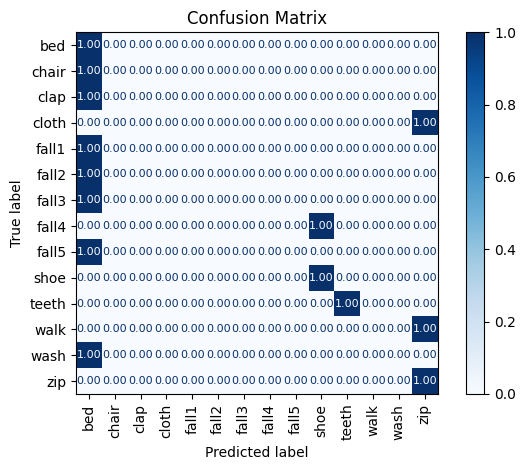 Confusion Matrix
bed 1.00 0.00 0.00 0.00 0.00 0.00 0.00 0.00 0.00 0.00 0.00 0.00 0.00 0.00
chair 1.00 0.00 0.00 0.00 0.00 0.00 0.00 0.00 0.00 0.00 0.00 0.00 0.00 0.00
clap 1.00 0.00 0.00 0.00 0.00 0.00 0.00 0.00 0.00 0.00 0.00 0.00 0.00 0.00
cloth 0.00 0.00 0.00 0.00 0.00 0.00 0.00 0.00 0.00 0.00 0.00 0.00 0.00 1.00
fall1 1.00 0.00 0.00 0.00 0.00 0.00 0.00 0.00 0.00 0.00 0.00 0.00 0.00 0.00
fall2 1.00 0.00 0.00 0.00 0.00 0.00 0.00 0.00 0.00 0.00 0.00 0.00 0.00 0.00
fall3 1.00 0.00 0.00 0.00 0.00 0.00 0.00 0.00 0.00 0.00 0.00 0.00 0.00 0.00
fall4 0.00 0.00 0.00 0.00 0.00 0.00 0.00 0.00 0.00 1.00 0.00 0.00 0.00 0.00
fall5 1.00 0.00 0.00 0.00 0.00 0.00 0.00 0.00 0.00 0.00 0.00 0.00 0.00 0.00
shoe 0.00 0.00 0.00 0.00 0.00 0.00 0.00 0.00 0.00 1.00 0.00 0.00 0.00 0.00
teeth 0.00 0.00 0.00 0.00 0.00 0.00 0.00 0.00 0.00 0.00 1.00 0.00 0.00 0.00
walk 0.00 0.00 0.00 0.00 0.00 0.00 0.00 0.00 0.00 0.00 0.00 0.00 0.00 1.00
wash 1.00 0.00 0.00 0.00 0.00 0.00 0.00 0.00 0.00 0.00 0.00 0.00 0.00 0.00
zip 0.00 0.00 0.00 0.00 0.00 0.00 0.00 0.00 0.00 0.00 0.00 0.00 0.00 1.00
bed chair clap cloth fall1 fall2 fall3 fall4 fall5 shoe teeth walk wash zip
Predicted label
True label
1.0
0.8
0.6
0.4
0.2
0.0